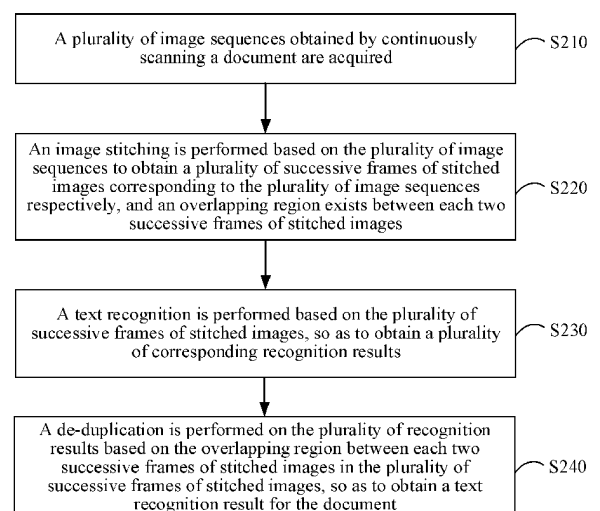 A plurality of image sequences obtained by continuously
scanning a document are acquired
S210
An image stitching is performed based on the plurality of image
sequences to obtain a plurality of successive frames of stitched
images corresponding to the plurality of image sequences
respectively, and an overlapping region exists between each two
successive frames of stitched images
S220
A text recognition is performed based on the plurality of
successive frames of stitched images, so as to obtain a plurality
of corresponding recognition results
S230
A de-duplication is performed on the plurality of recognition
results based on the overlapping region between each two
successive frames of stitched images in the plurality of
successive frames of stitched images, so as to obtain a text
recognition result for the document
S240